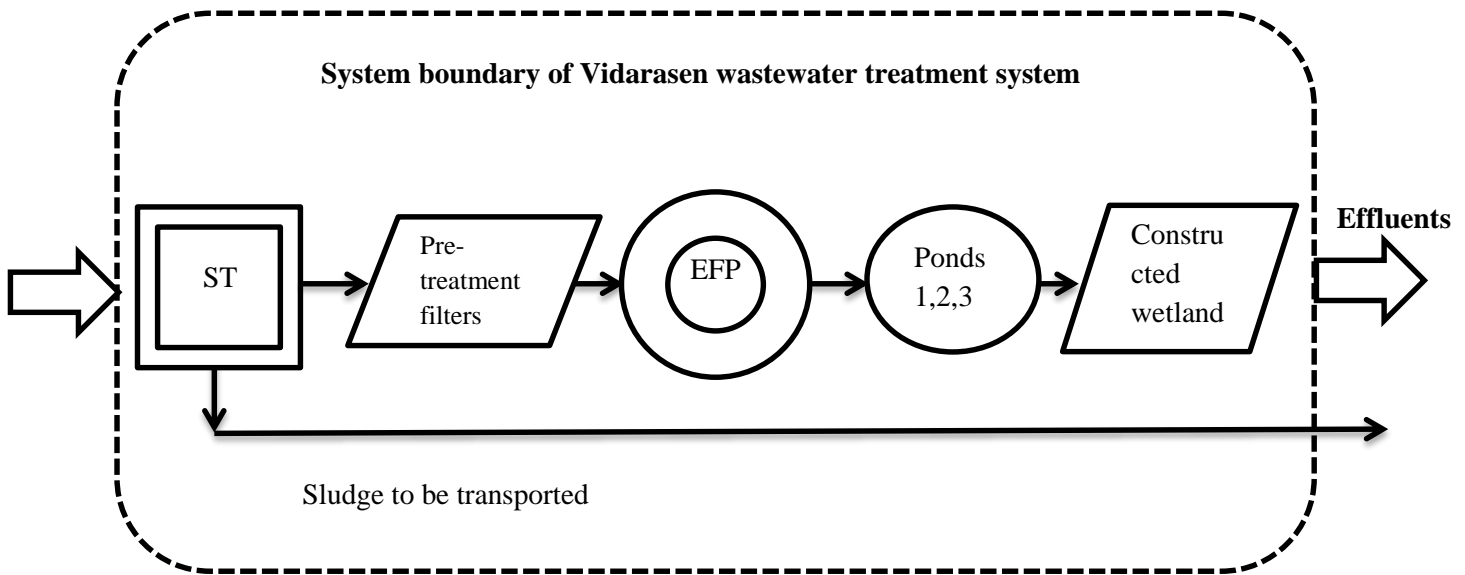 System boundary of Vidarasen wastewater treatment system
Effluents
ST
Pre-
treatment
filters
EFP
Ponds
1,2,3
Constru
cted
wetland
Sludge to be transported